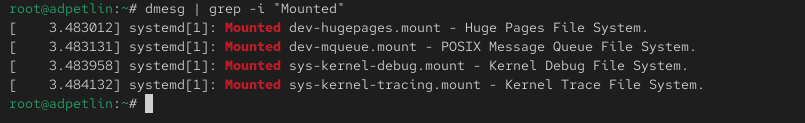 root@adpetlin:~# dmesg | grep -i "Mounted"
[    3.483012] systemd[1]: Mounted dev-hugepages.mount - Huge Pages File System.
[    3.483131] systemd[1]: Mounted dev-mqueue.mount - POSIX Message Queue File System.
[    3.483958] systemd[1]: Mounted sys-kernel-debug.mount - Kernel Debug File System.
[    3.484132] systemd[1]: Mounted sys-kernel-tracing.mount - Kernel Trace File System.
root@adpetlin:~#